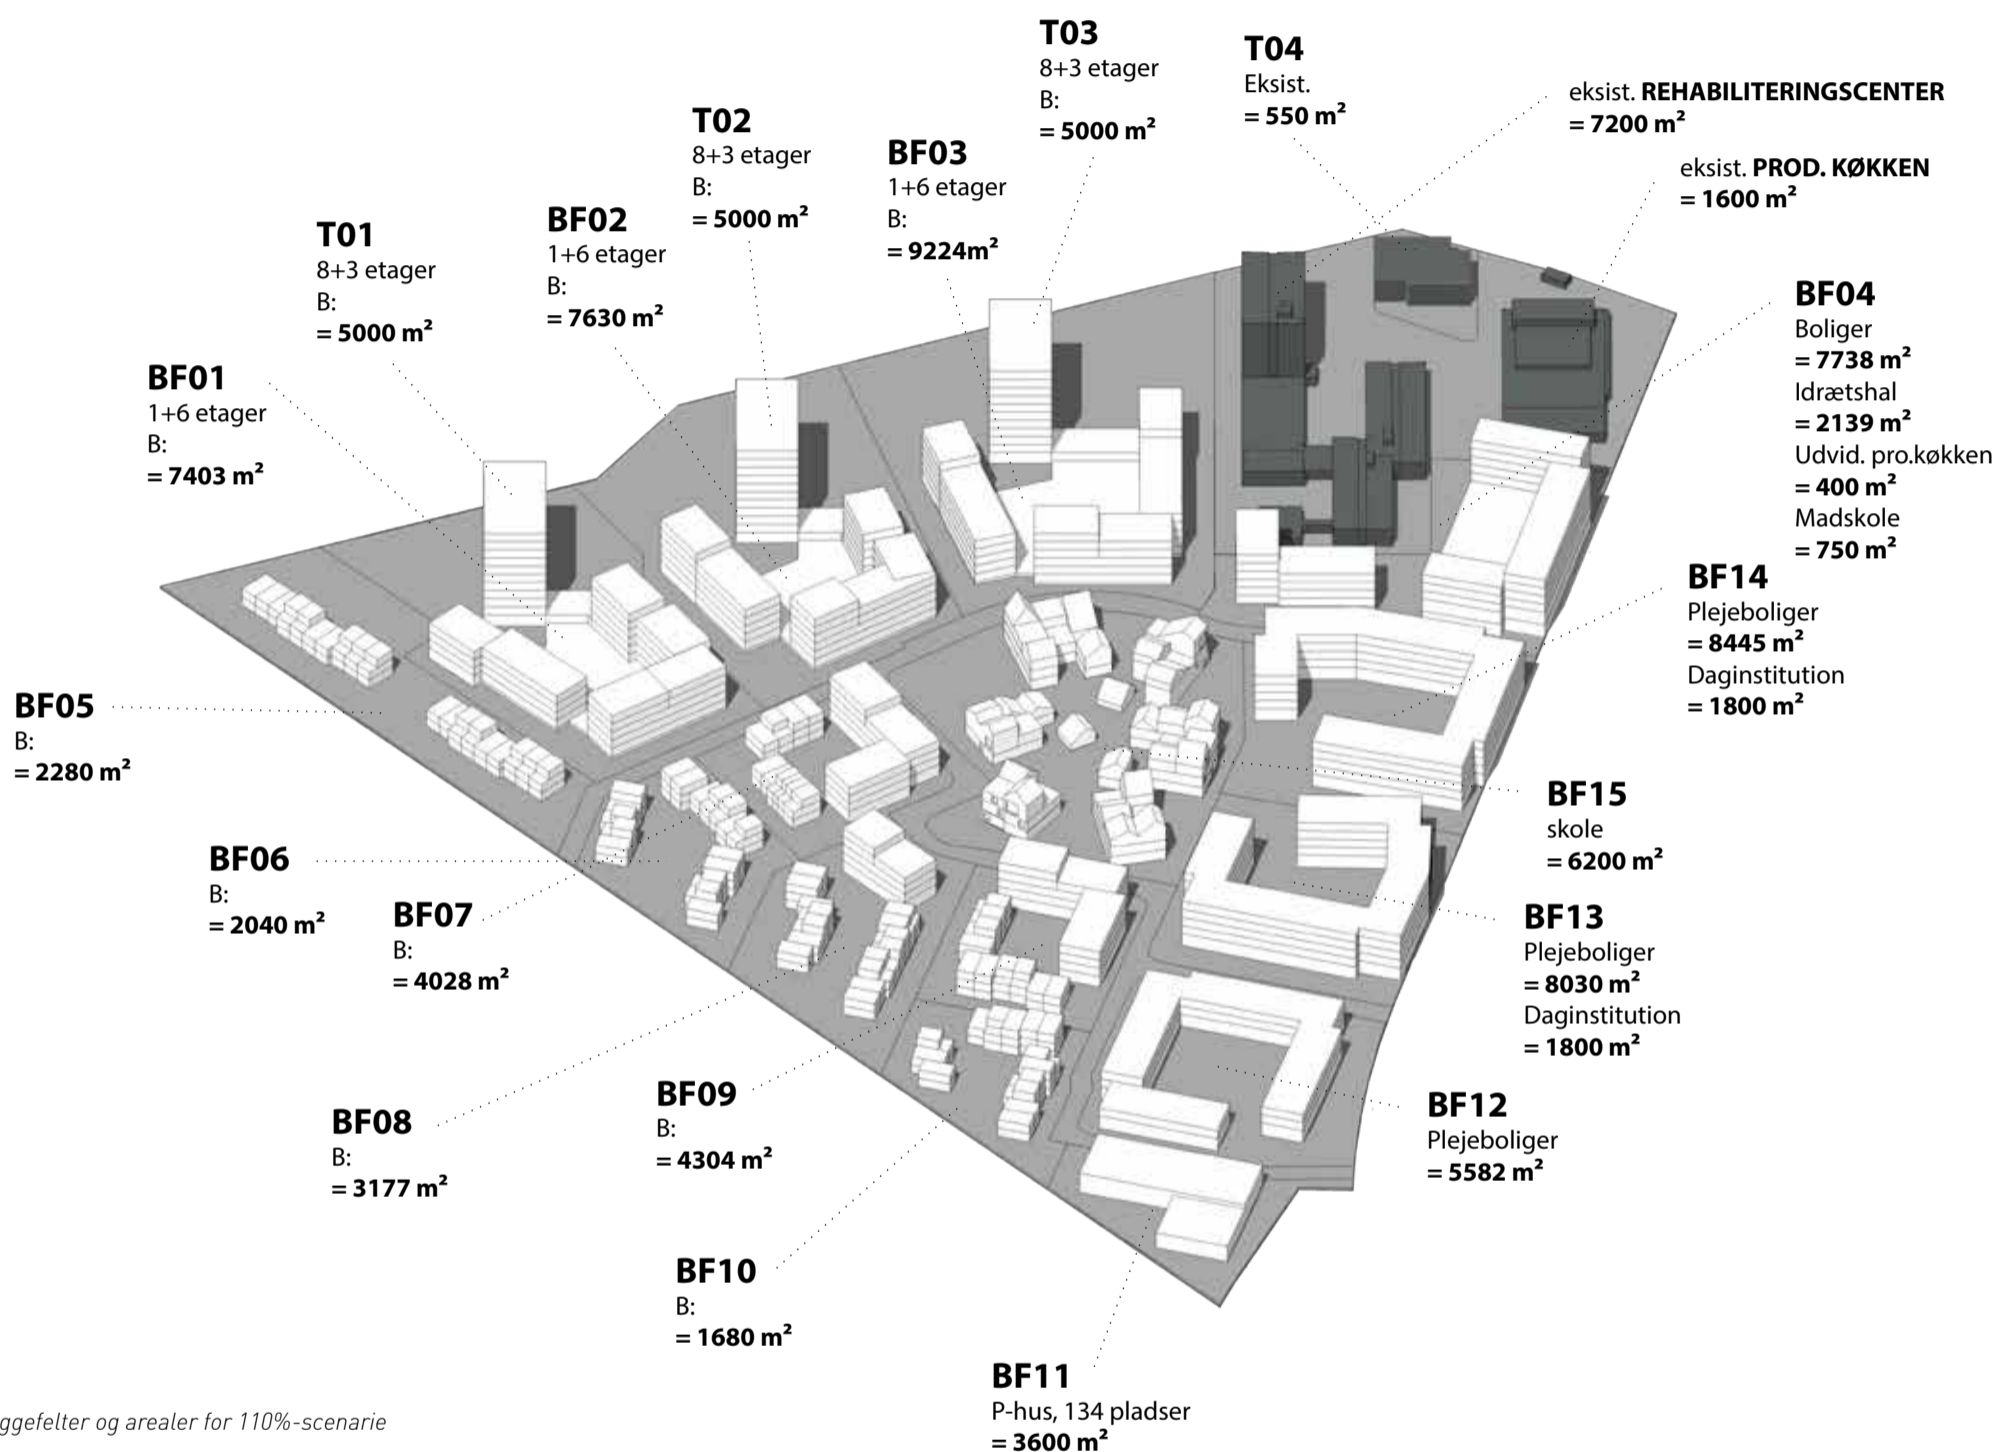 T03
8+3 etager
B:
= 5000 m²
T04
Eksist.
= 550 m²
eksist. REHABILITERINGSCENTER
= 7200 m²
T02
8+3 etager
B:
= 5000 m²
BF03
1+6 etager
B:
= 9224m²
eksist. PROD. KØKKEN
= 1600 m²
T01
8+3 etager
B:
= 5000 m²
BF02
1+6 etager
B:
= 7630 m²
BF04
Boliger
= 7738 m²
Idrætshal
= 2139 m²
Udvid. pro.køkken
= 400 m²
Madskole
= 750 m²
BF01
1+6 etager
B:
= 7403 m²
BF14
Plejeboliger
= 8445 m²
Daginstitution
= 1800 m²
BF05
B:
= 2280 m²
BF15
skole
= 6200 m²
BF06
B:
= 2040 m²
BF07
B:
= 4028 m²
BF13
Plejeboliger
= 8030 m²
Daginstitution
= 1800 m²
BF08
B:
= 3177 m²
BF09
B:
= 4304 m²
BF12
Plejeboliger
= 5582 m²
BF10
B:
= 1680 m²
BF11
P-hus, 134 pladser
= 3600 m²
ggefelter og arealer for 110%-scenarie